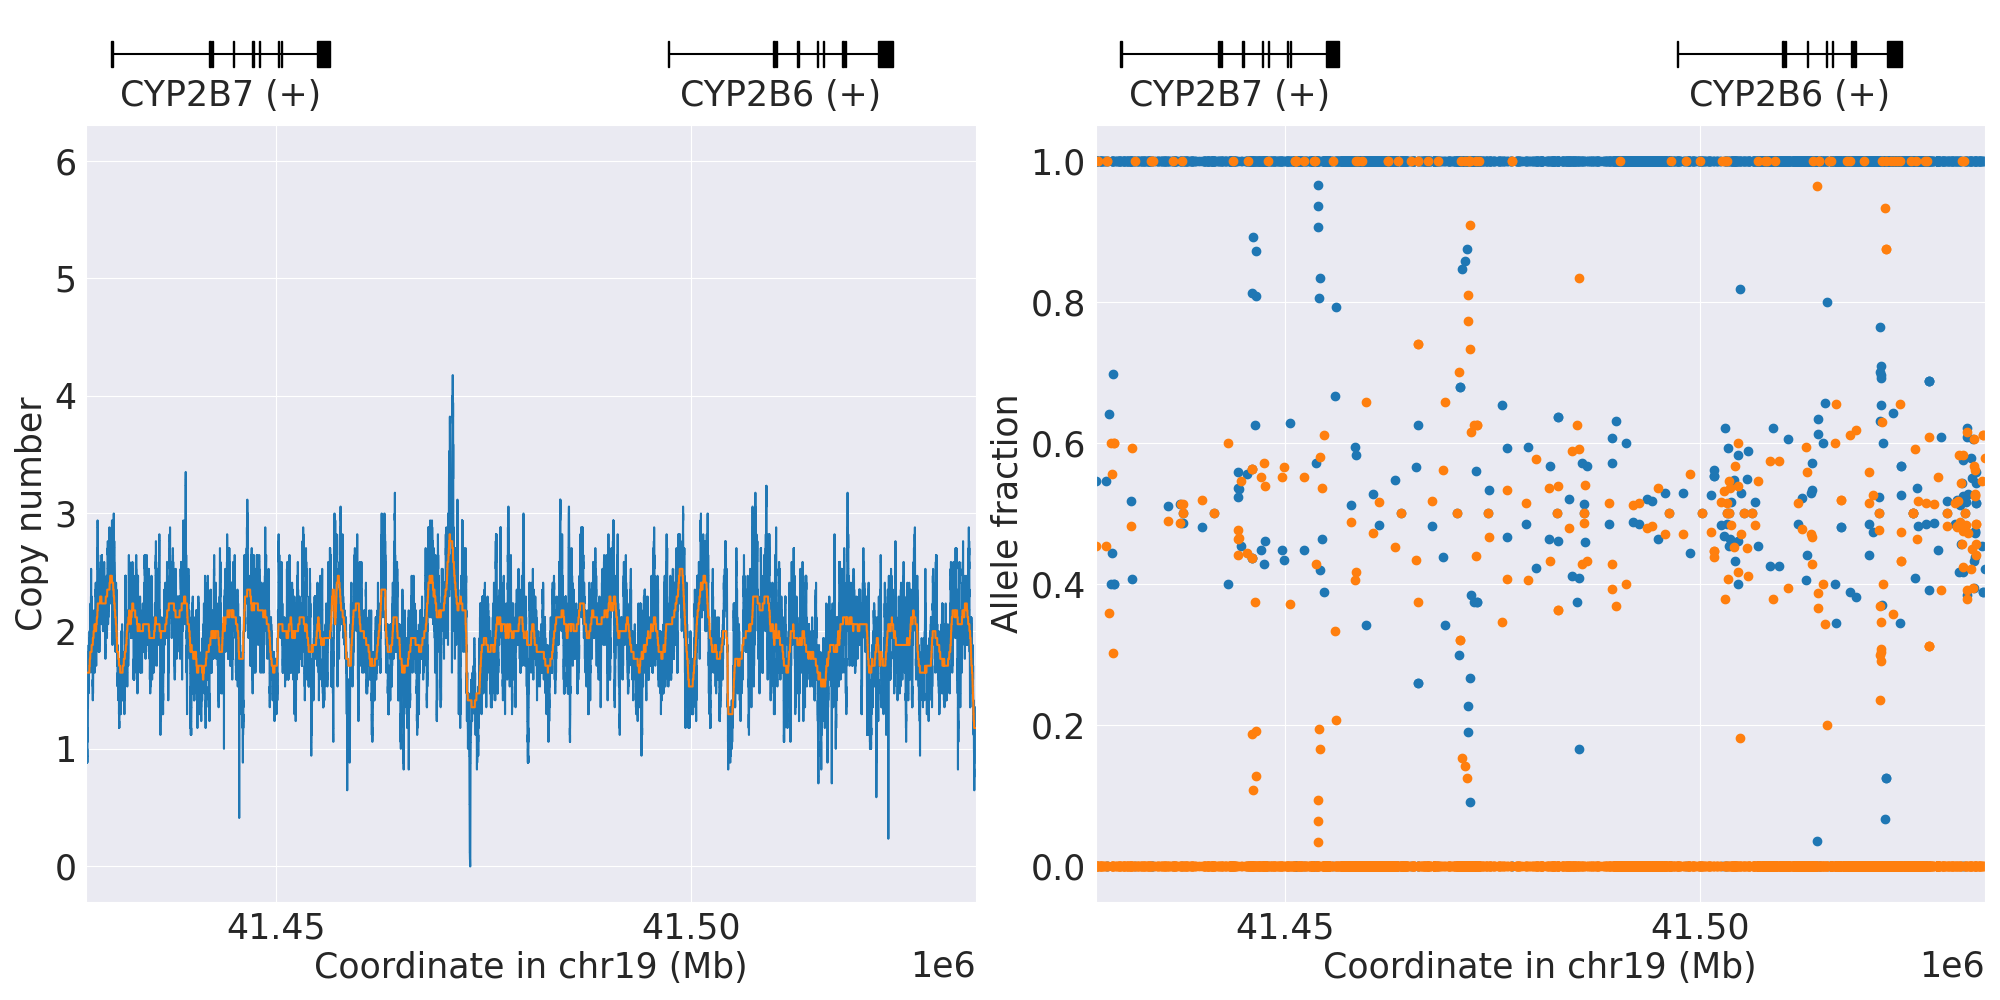 CYP2B7 (+)
CYP2B6 (+)
6
5
4
3
2
1
0
Copy number
41.45
41.50
Coordinate in chr19 (Mb)
1e6
CYP2B7 (+)
CYP2B6 (+)
1.0
0.8
0.6
0.4
0.2
0.0
Allele fraction
41.45
41.50
Coordinate in chr19 (Mb)
1e6